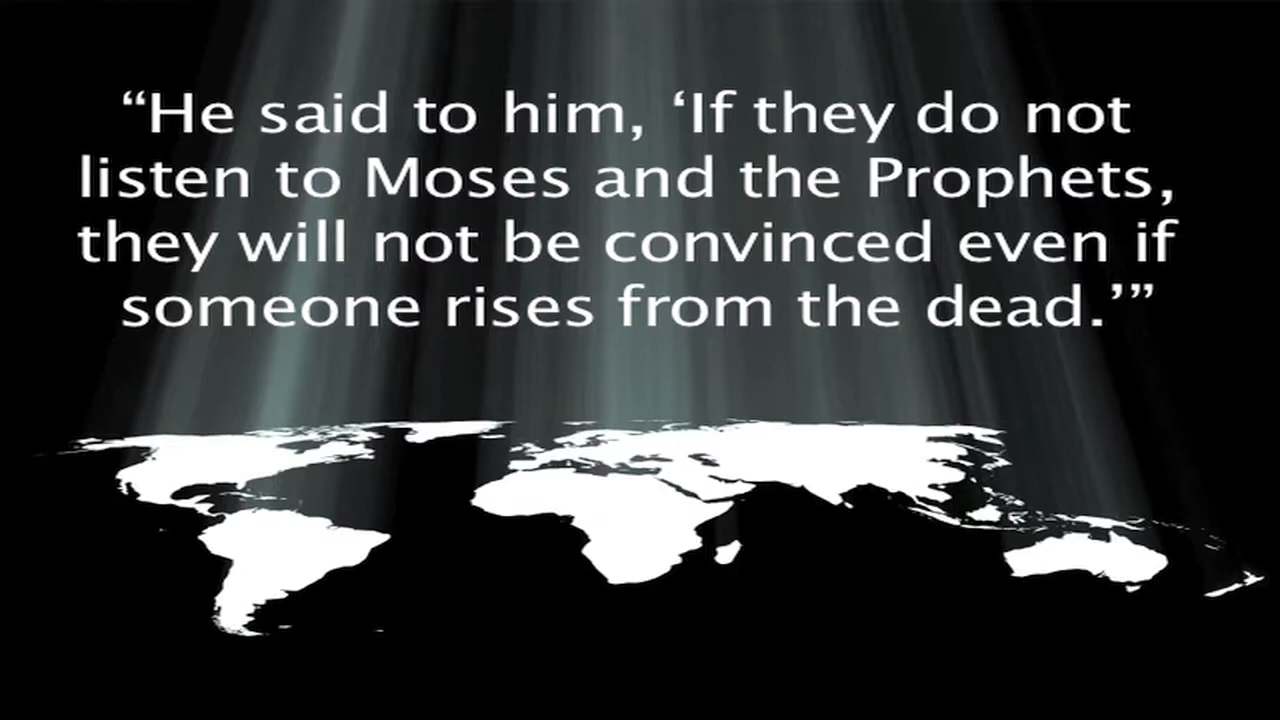 “He said to him, ‘If they do not
listen to Moses and the Prophets,
they will not be convinced even if
someone rises from the dead.’”